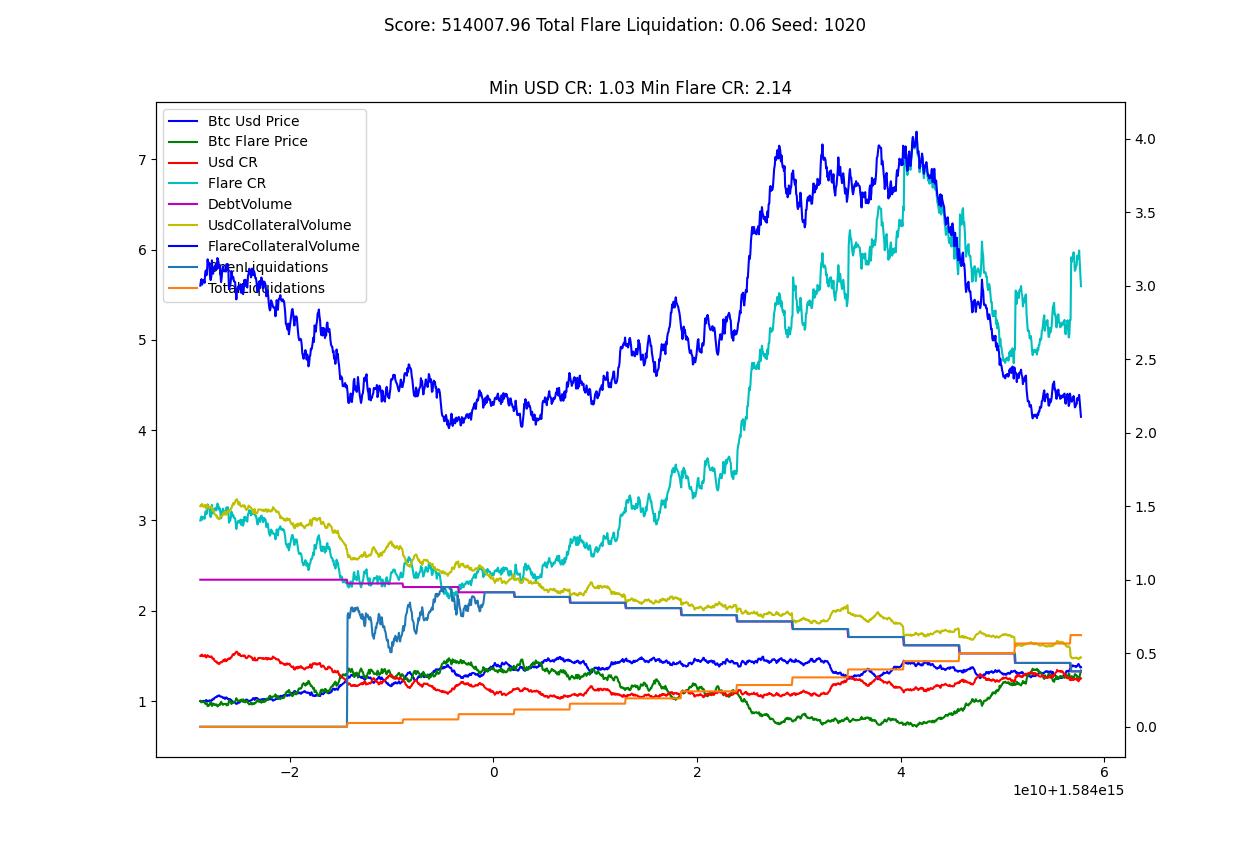 Score: 514007.96 Total Flare Liquidation: 0.06 Seed: 1020
Min USD CR: 1.03 Min Flare CR: 2.14
Btc Usd Price
Btc Flare Price
Usd CR
Flare CR
DebtVolume
UsdCollateralVolume
FlareCollateralVolume
OpenLiquidations
TotalLiquidations
7
6
5
4
3
2
1
4.0
3.5
3.0
2.5
2.0
1.5
1.0
0.5
0.0
−2 0 2 4 6
1e10+1.584e15